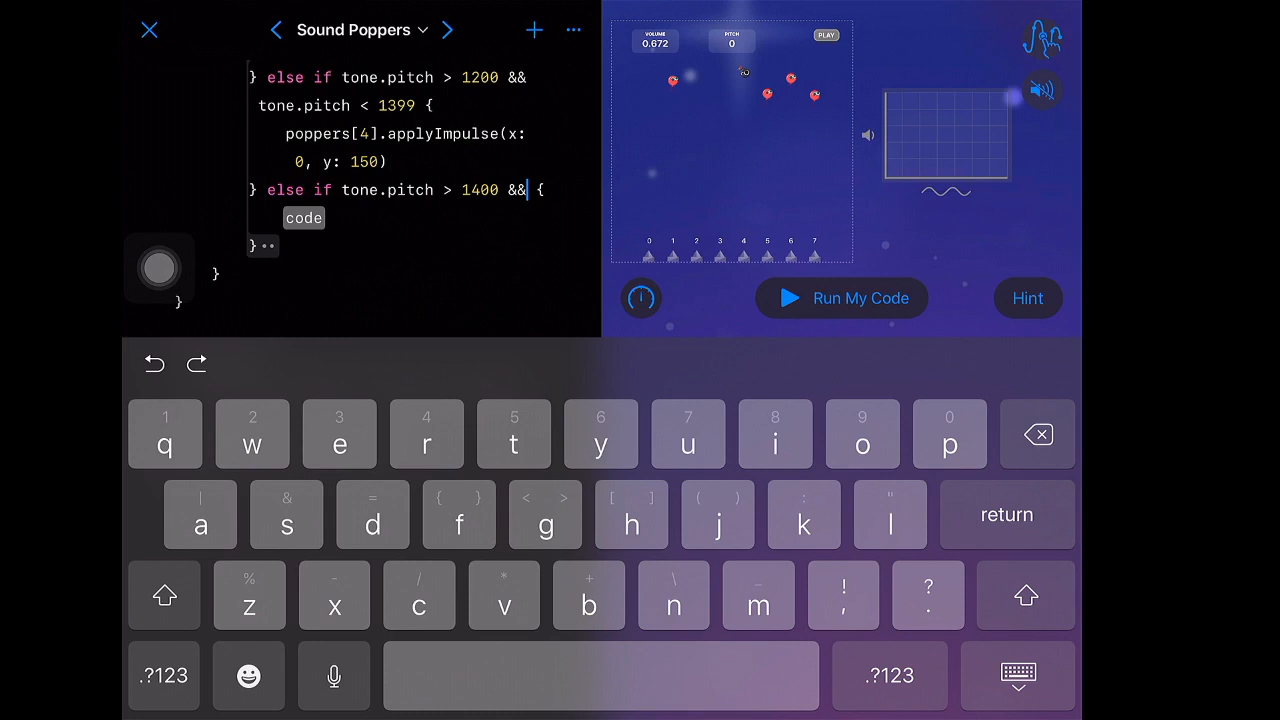 Sound Poppers
} else if tone.pitch > 1200 &&
tone.pitch < 1399 {
poppers[4].applyImpulse(x:
0, y: 150)
} else if tone.pitch > 1400 && {
code
}
}
}
VOLUME
0.672
PITCH
0
PLAY
0 1 2 3 4 5 6 7
Run My Code
Hint
1 2 3 4 5 6 7 8 9 0
q w e r t y u i o p
| & = { } < > [ ] ( ) : "
a s d f g h j k l return
% - / * + \ _ ! ?
z x c v b n m , .
.?123 .?123